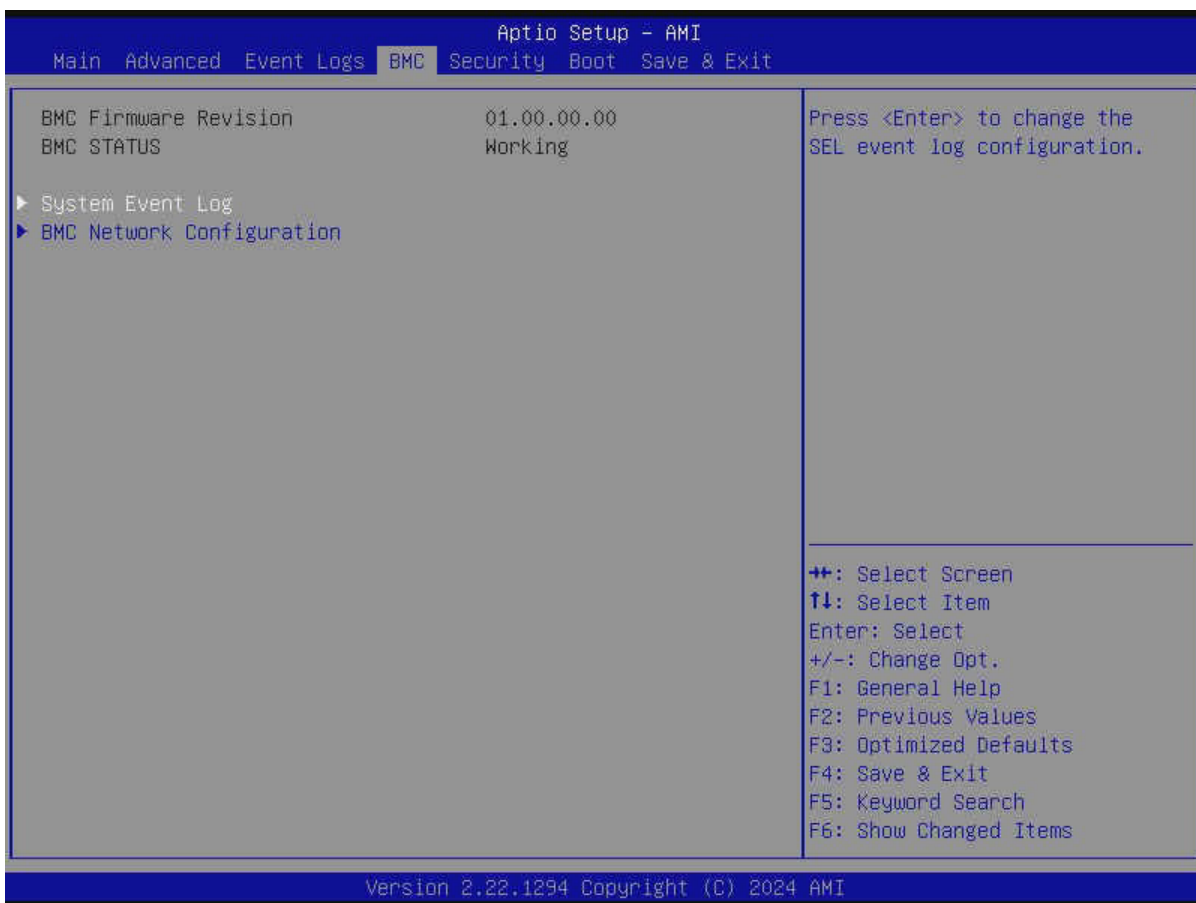 Aptio Setup – AMI
Main Advanced Event Logs BMC Security Boot Save & Exit
BMC Firmware Revision 01.00.00.00
BMC STATUS Working
▶ System Event Log
▶ BMC Network Configuration
Press <Enter> to change the
SEL event log configuration.
→←: Select Screen
↑↓: Select Item
Enter: Select
+/-: Change Opt.
F1: General Help
F2: Previous Values
F3: Optimized Defaults
F4: Save & Exit
F5: Keyword Search
F6: Show Changed Items
Version 2.22.1294 Copyright (C) 2024 AMI